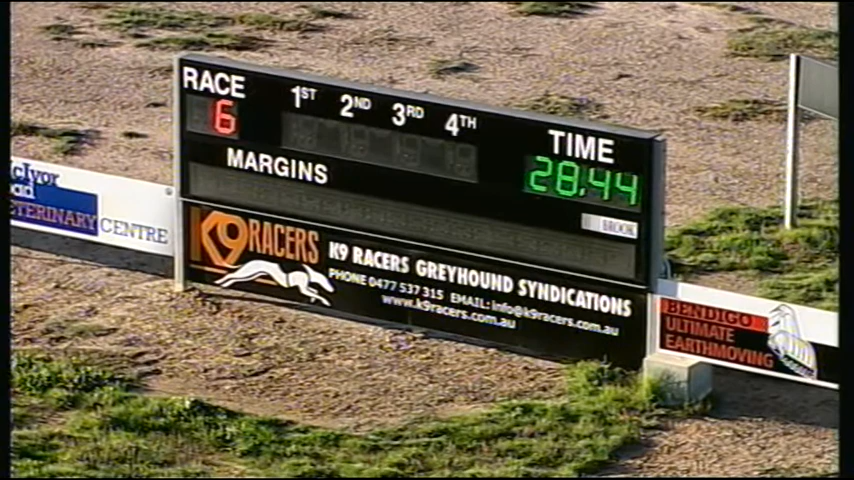 RACE 1ST 2ND 3RD 4TH TIME
6 28.44
MARGINS
BROOK
McIvor
VETERINARY CENTRE
K9 RACERS
K9 RACERS GREYHOUND SYNDICATIONS
PHONE 0477 537 315 EMAIL: info@k9racers.com.au
www.k9racers.com.au
BENDIGO
ULTIMATE
EARTHMOVING